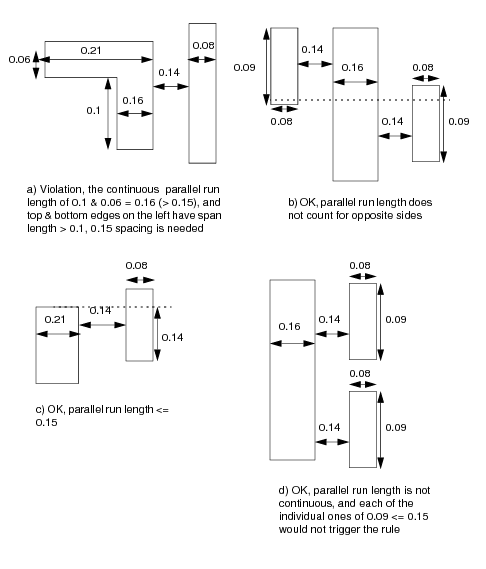 0.21
0.08
0.06
0.14
0.16
0.1
a) Violation, the continuous parallel run
length of 0.1 & 0.06 = 0.16 (> 0.15), and
top & bottom edges on the left have span
length > 0.1, 0.15 spacing is needed
0.14
0.09
0.16
0.08
0.08
0.14
0.09
b) OK, parallel run length does
not count for opposite sides
0.08
0.14
0.21
0.14
c) OK, parallel run length <=
0.15
0.08
0.16
0.14
0.09
0.08
0.14
0.09
d) OK, parallel run length is not
continuous, and each of the
individual ones of 0.09 <= 0.15
would not trigger the rule